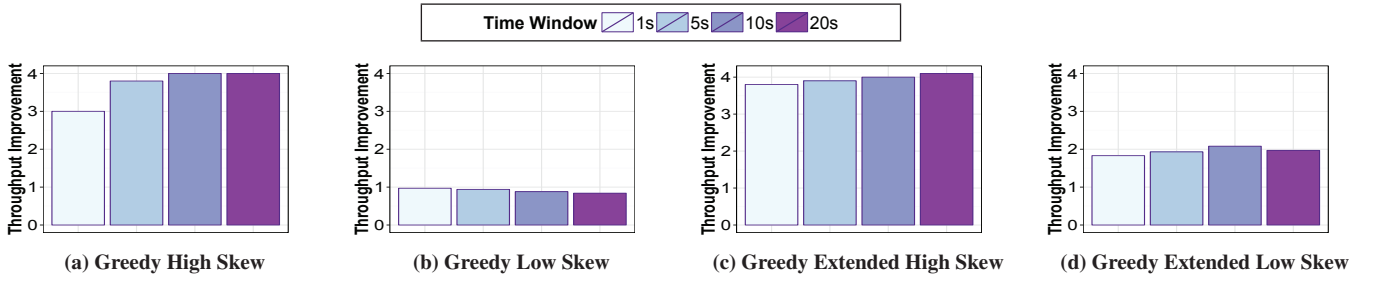 Time Window 1s 5s 10s 20s
Throughput Improvement
4
3
2
1
0
(a) Greedy High Skew
Throughput Improvement
4
3
2
1
0
(b) Greedy Low Skew
Throughput Improvement
4
3
2
1
0
(c) Greedy Extended High Skew
Throughput Improvement
4
3
2
1
0
(d) Greedy Extended Low Skew